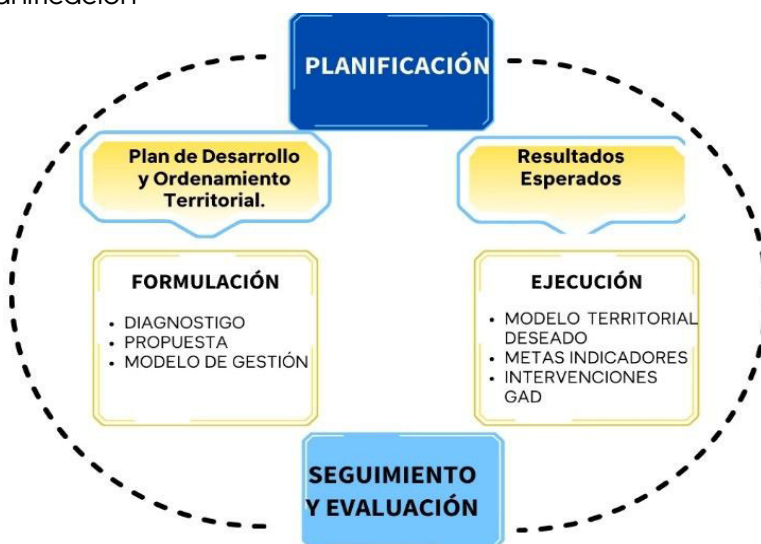 anificación
PLANIFICACIÓN
Plan de Desarrollo
y Ordenamiento
Territorial.
Resultados
Esperados
FORMULACIÓN
• DIAGNOSTIGO
• PROPUESTA
• MODELO DE GESTIÓN
EJECUCIÓN
• MODELO TERRITORIAL
DESEADO
• METAS INDICADORES
• INTERVENCIONES
GAD
SEGUIMIENTO
Y EVALUACIÓN